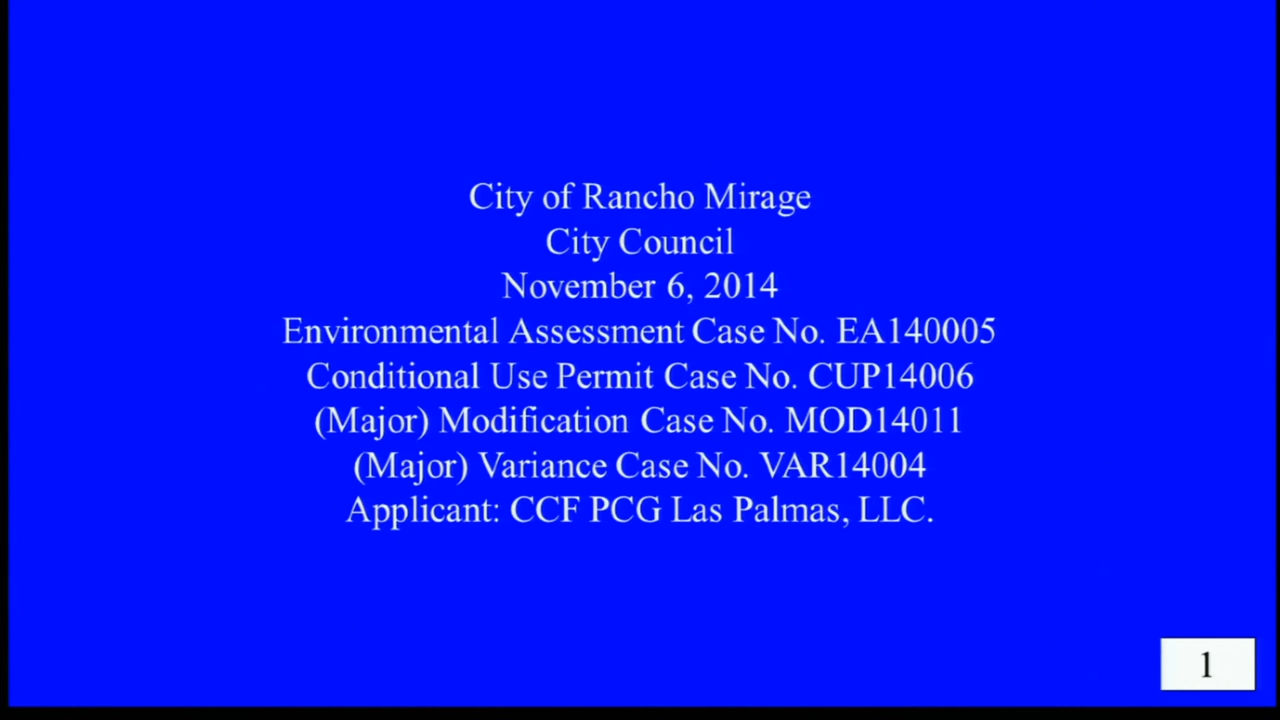 City of Rancho Mirage
City Council
November 6, 2014
Environmental Assessment Case No. EA140005
Conditional Use Permit Case No. CUP14006
(Major) Modification Case No. MOD14011
(Major) Variance Case No. VAR14004
Applicant: CCF PCG Las Palmas, LLC.
1